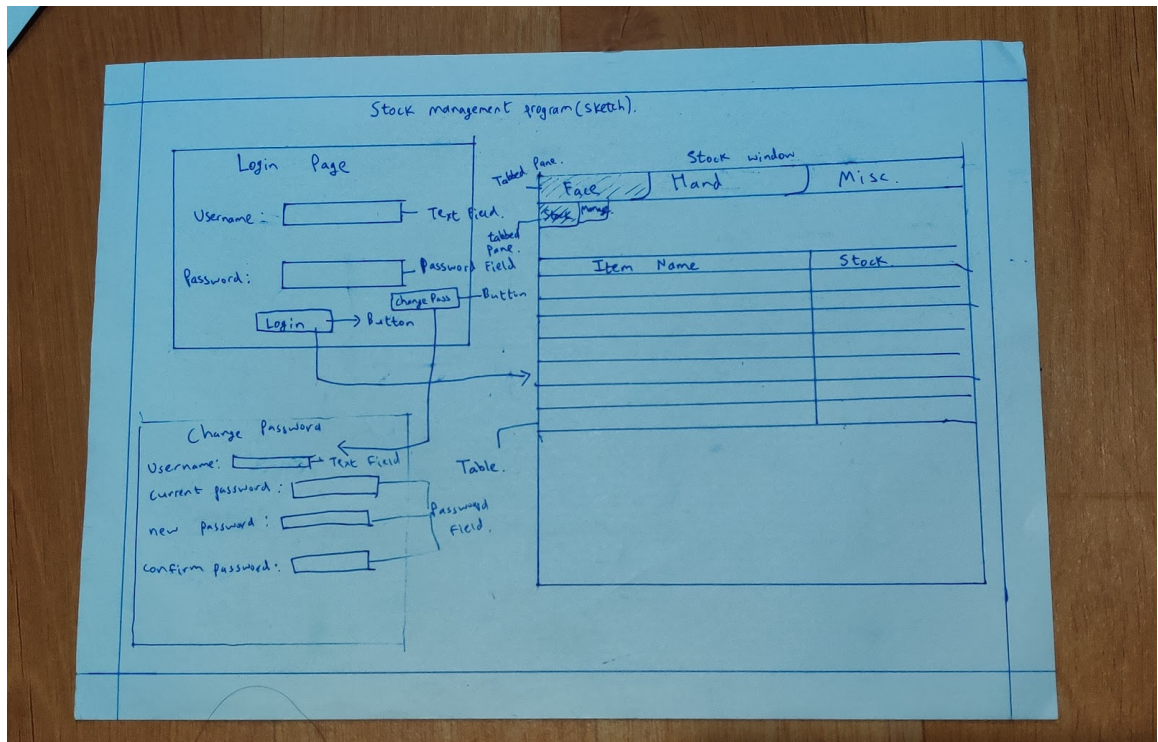 Stock management program (sketch).
Login Page
Username: Text Field.
Password: Password Field
Change Pass Button
Login Button
Change Password
Username: Text Field
current password:
new password:
confirm password:
Password
Field.
Stock window
Tabbed Pane.
Face Hand Misc.
Stock Manage
tabbed
pane.
Item Name Stock
Table.